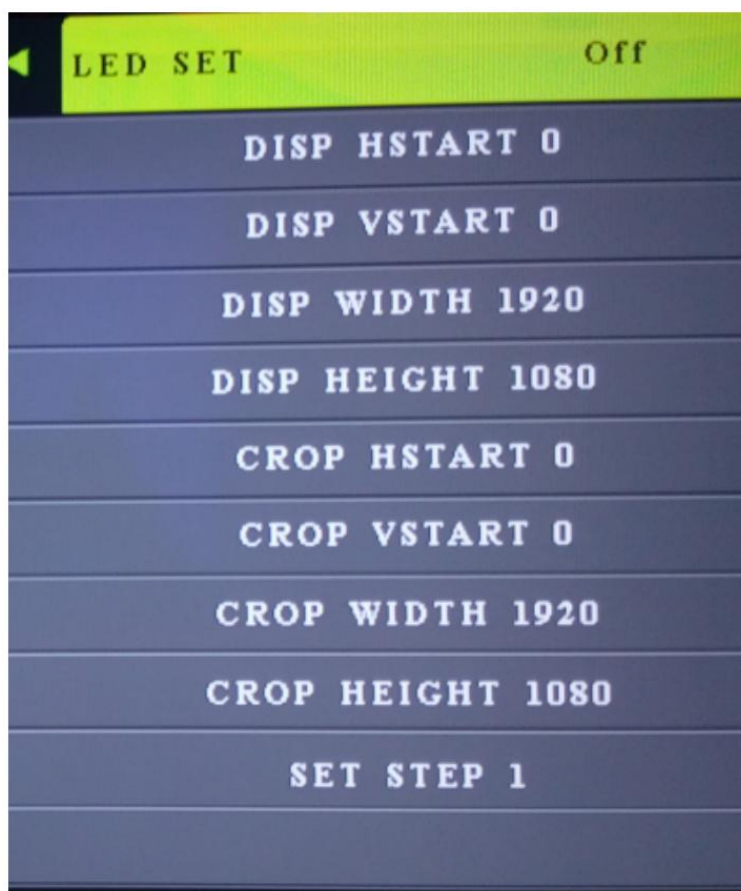 LED SET Off
DISP HSTART 0
DISP VSTART 0
DISP WIDTH 1920
DISP HEIGHT 1080
CROP HSTART 0
CROP VSTART 0
CROP WIDTH 1920
CROP HEIGHT 1080
SET STEP 1